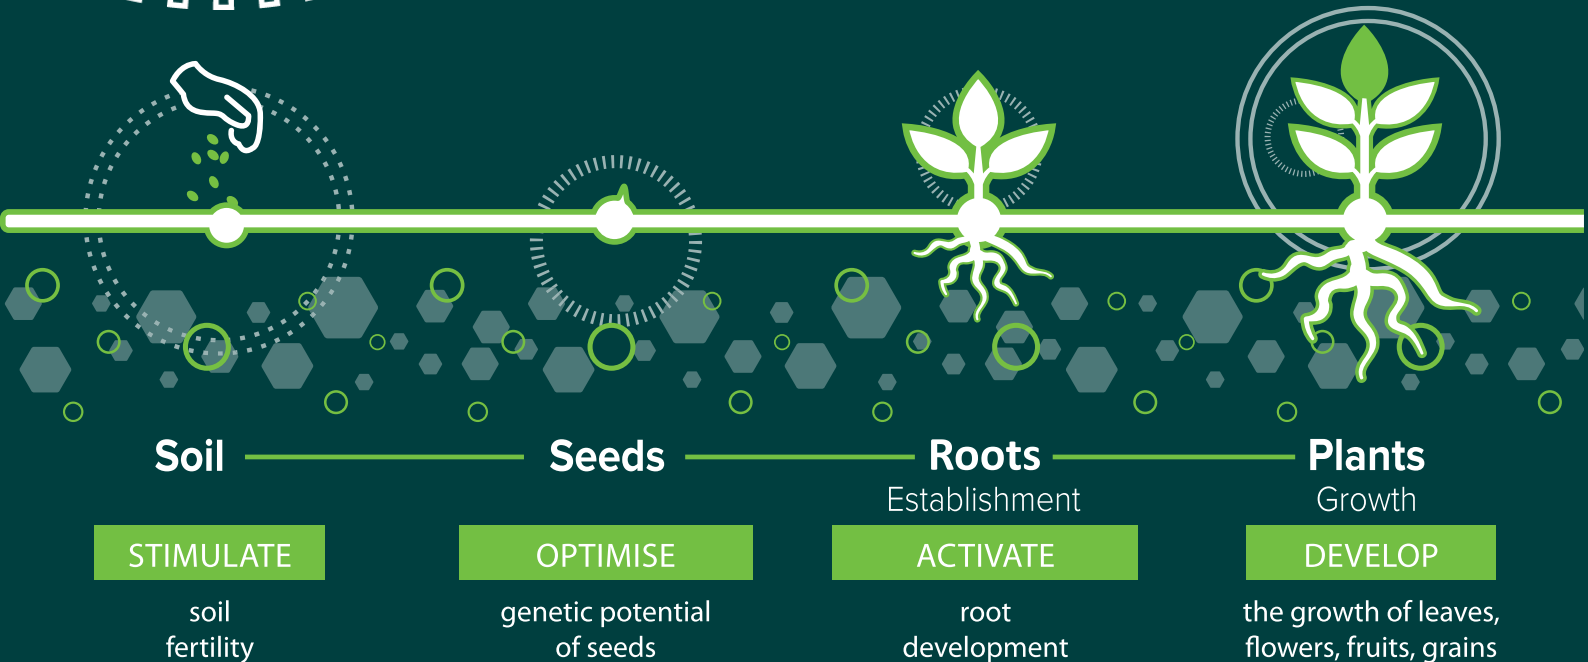 Soil
Seeds
Roots
Plants
Establishment
Growth
STIMULATE
OPTIMISE
ACTIVATE
DEVELOP
soil
fertility
genetic potential
of seeds
root
development
the growth of leaves,
flowers, fruits, grains